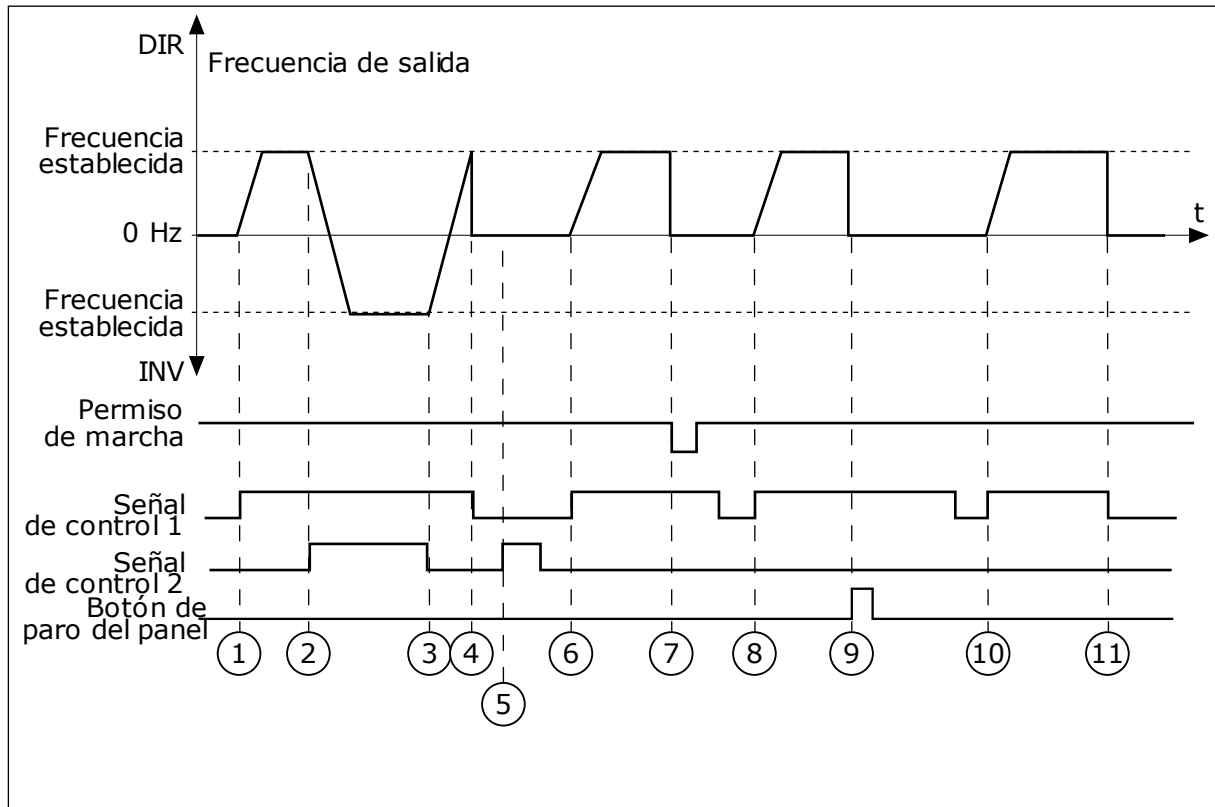 DIR
Frecuencia de salida
Frecuencia
establecida
0 Hz
t
Frecuencia
establecida
INV
Permiso
de marcha
Señal
de control 1
Señal
de control 2
Botón de
paro del panel
1 2 3 4 6 7 8 9 10 11
5